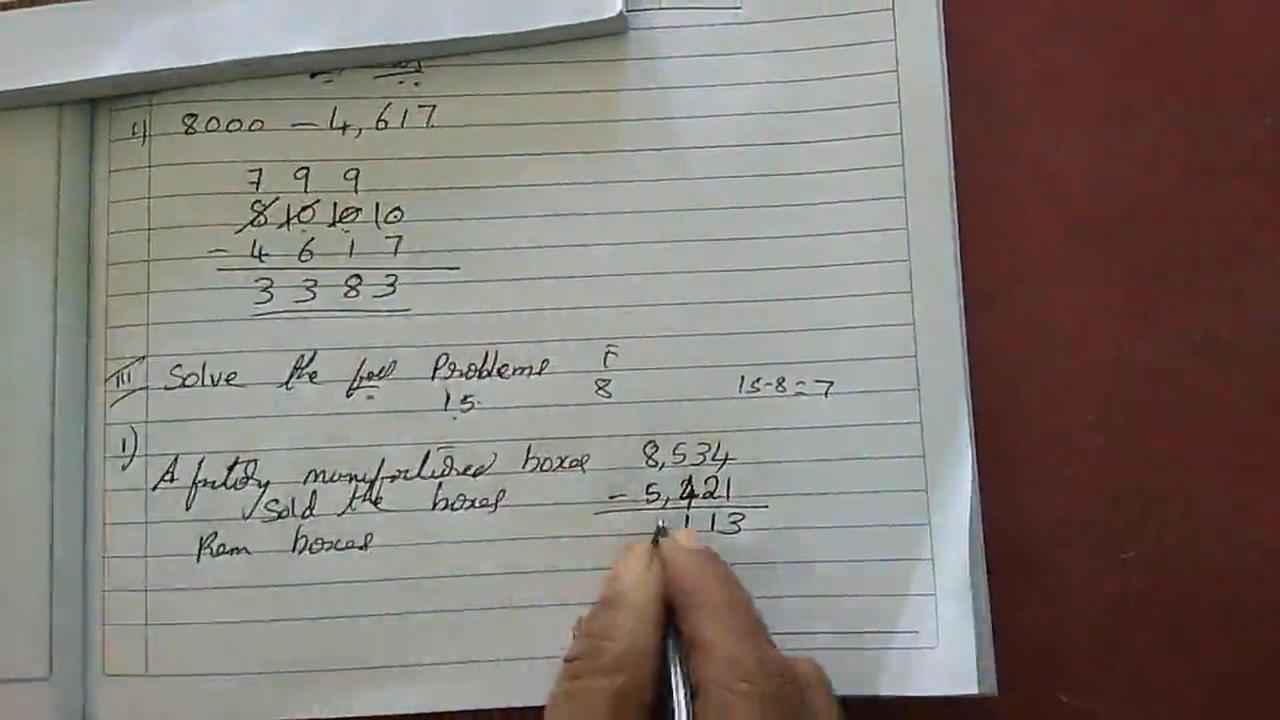 1) 8000 - 4,617
7 9 9
8 10 10 10
- 4 6 1 7
3 3 8 3
III Solve the foll Problems
15 8 15-8=7
1)
A factory manufactured boxes 8,534
Sold the boxes - 5,421
Rem boxes 113